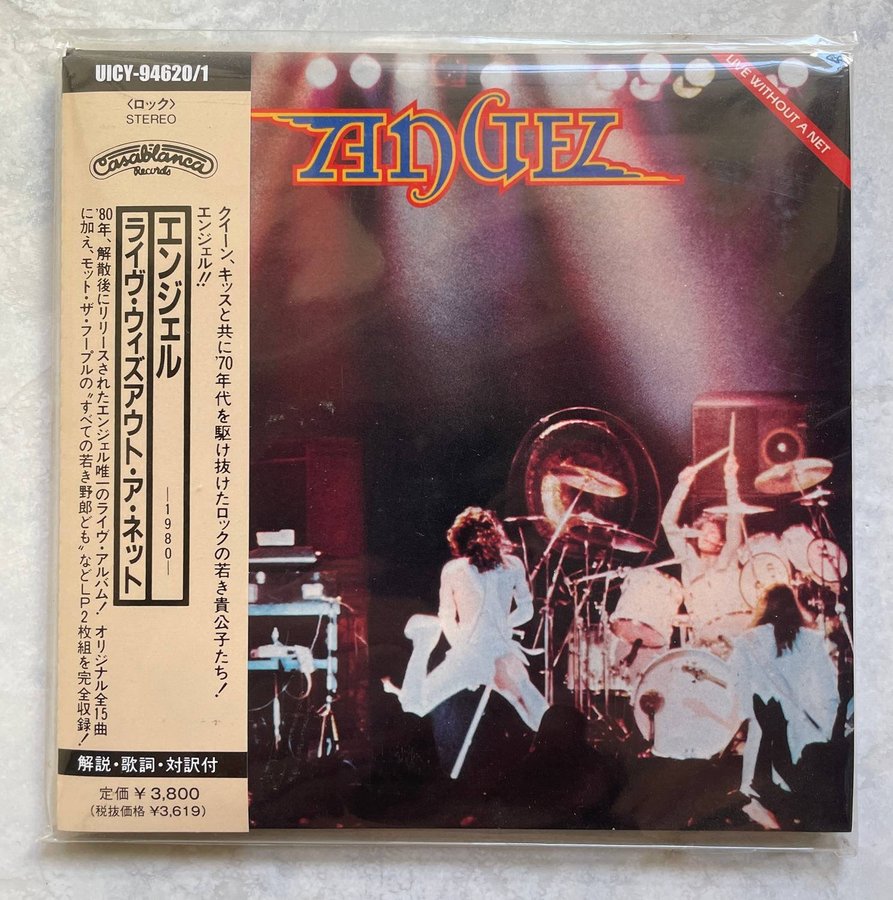 UICY-94620/1
〈ロック〉
STEREO
Casablanca
Records
クイーン、キッスと共に'70年代を駆け抜けたロックの若き貴公子たち!
エンジェル!!
エンジェル
—1980—
ライヴ・ウィズアウト・ア・ネット
'80年、解散後にリリースされたエンジェル唯一のライヴ・アルバム! オリジナル全15曲
に加え、モット・ザ・フープルの“すべての若き野郎ども”などLP2枚組を完全収録!
解説・歌詞・対訳付
定価 ¥3,800
(税抜価格 ¥3,619)
ANGEL
LIVE WITHOUT A NET